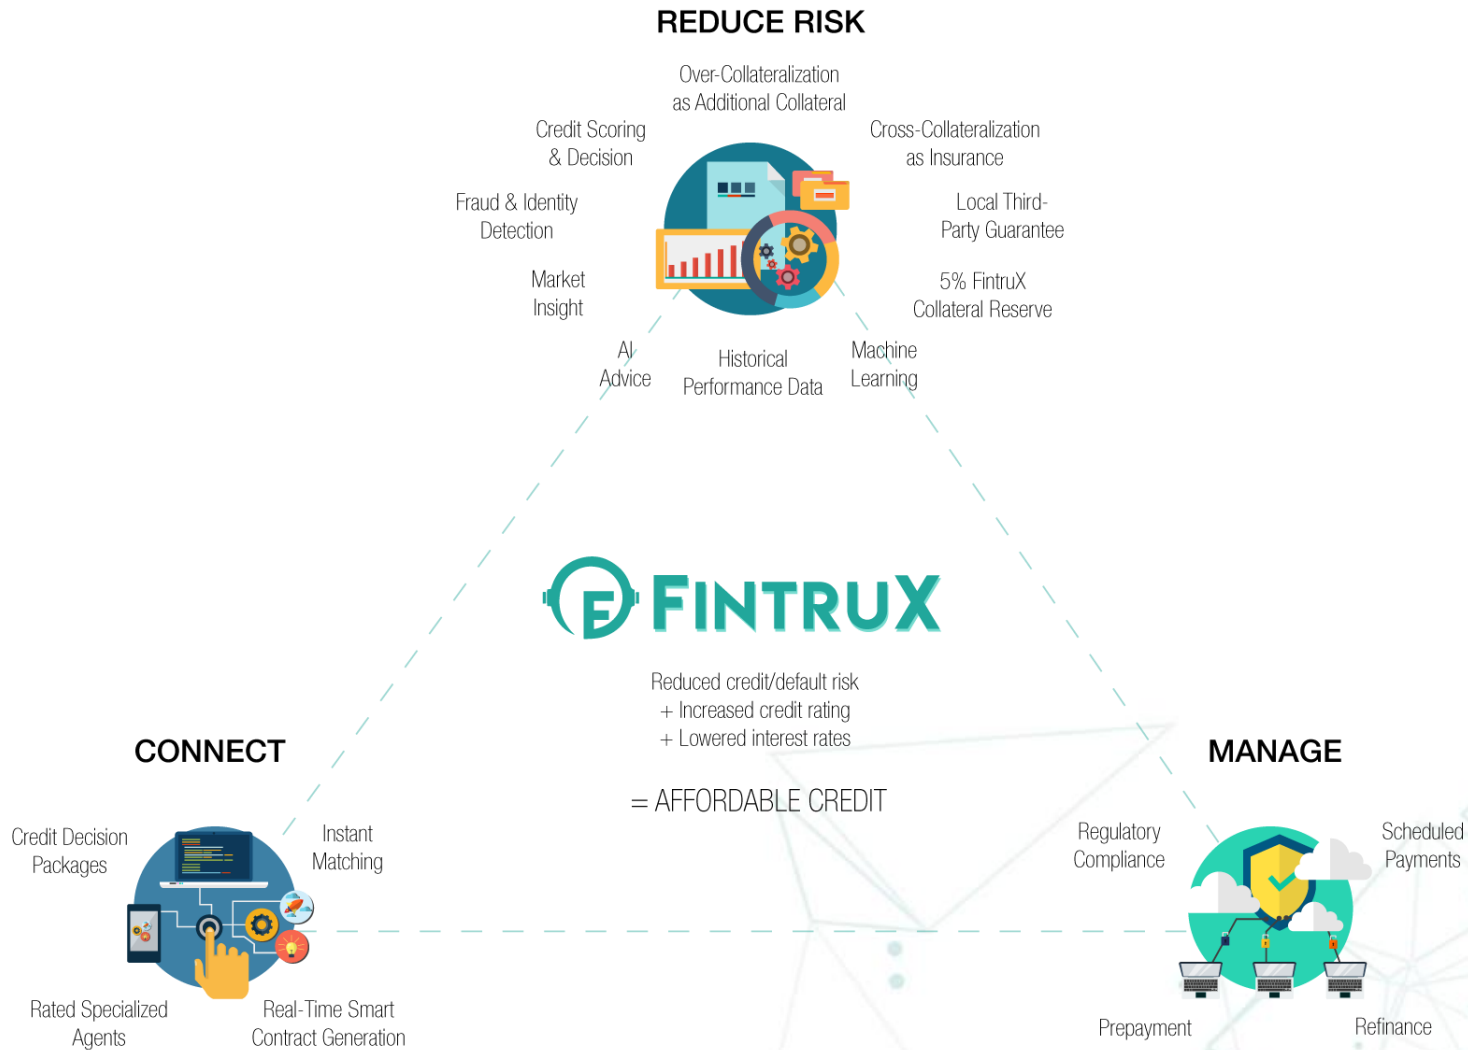 REDUCE RISK
Over-Collateralization
as Additional Collateral
Credit Scoring
& Decision
Cross-Collateralization
as Insurance
Fraud & Identity
Detection
Local Third-
Party Guarantee
Market
Insight
5% FintruX
Collateral Reserve
AI
Advice
Historical
Performance Data
Machine
Learning
FINTRUX
Reduced credit/default risk
+ Increased credit rating
+ Lowered interest rates
= AFFORDABLE CREDIT
CONNECT
Credit Decision
Packages
Instant
Matching
Rated Specialized
Agents
Real-Time Smart
Contract Generation
MANAGE
Regulatory
Compliance
Scheduled
Payments
Prepayment
Refinance